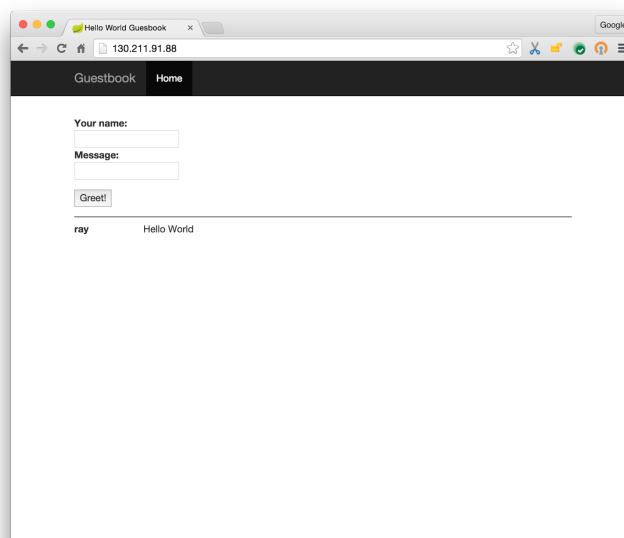 Hello World Guesbook
Google
130.211.91.88
Guestbook Home
Your name:
Message:
Greet!
ray Hello World